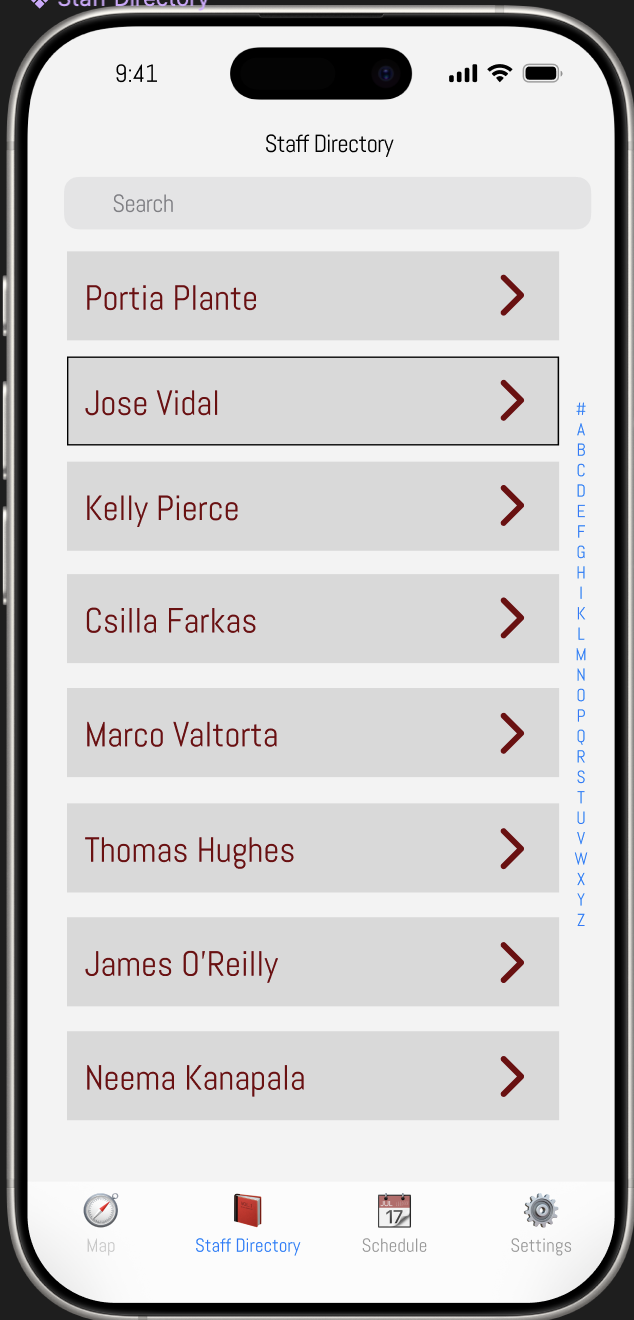 Staff Directory
9:41
Staff Directory
Search
Portia Plante
Jose Vidal
Kelly Pierce
Csilla Farkas
Marco Valtorta
Thomas Hughes
James O'Reilly
Neema Kanapala
#
A
B
C
D
E
F
G
H
I
K
L
M
N
O
P
Q
R
S
T
U
V
W
X
Y
Z
JUL
17
Map
Staff Directory
Schedule
Settings